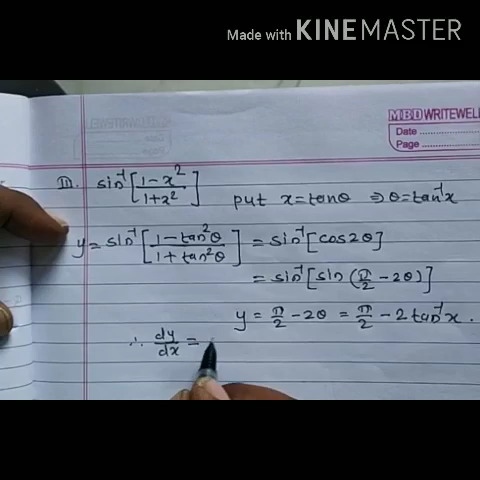 Made with KINEMASTER
MBD WRITEWELL
Date ..............
Page ..............
III. sin⁻¹[(1-x²)/(1+x²)] put x=tanθ ⇒ θ=tan⁻¹x
y=sin⁻¹[(1-tan²θ)/(1+tan²θ)] = sin⁻¹[cos2θ]
= sin⁻¹[sin(π/2 - 2θ)]
y = π/2 - 2θ = π/2 - 2tan⁻¹x.
∴ dy/dx =